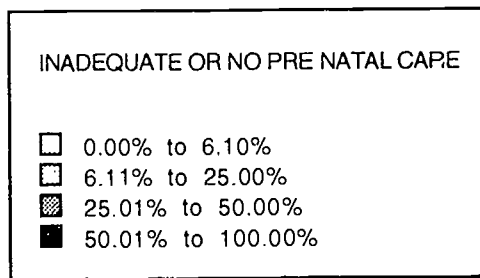 INADEQUATE OR NO PRE NATAL CARE
0.00% to 6.10%
6.11% to 25.00%
25.01% to 50.00%
50.01% to 100.00%